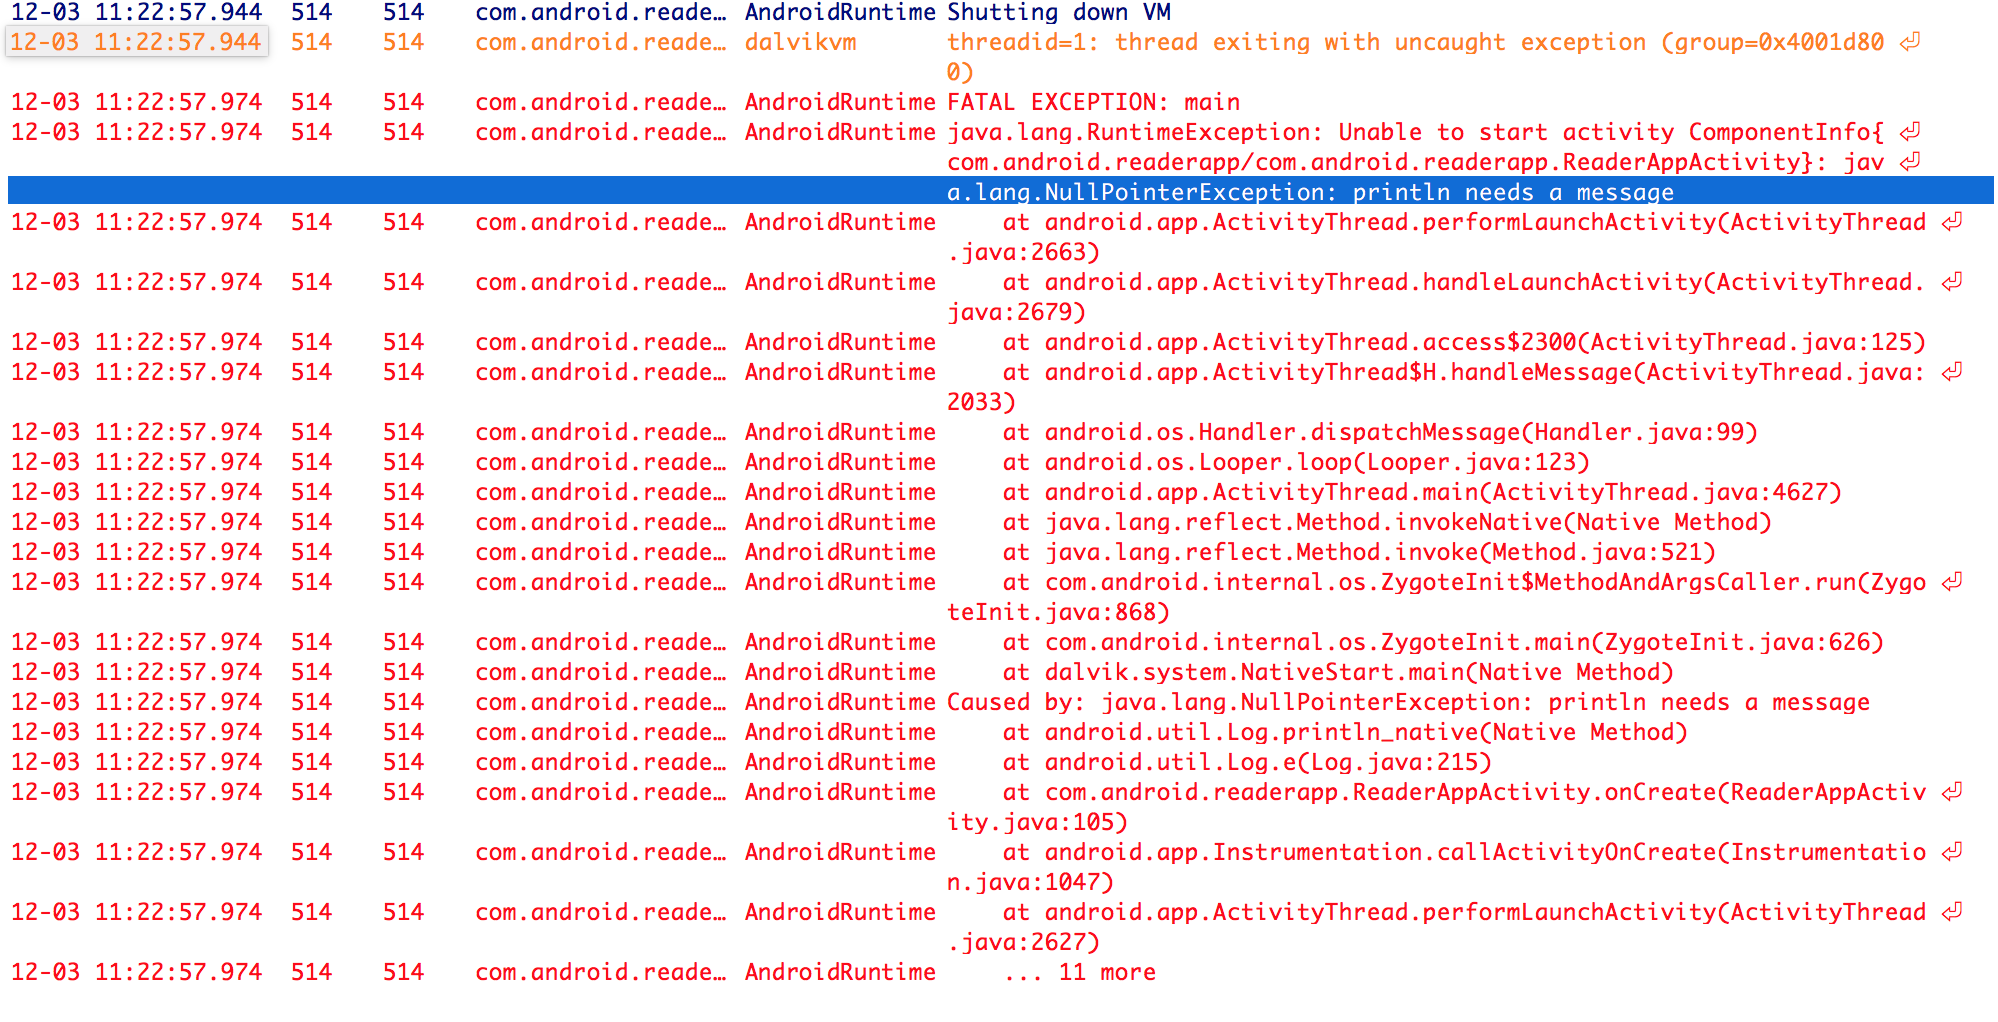 12-03 11:22:57.944 514 514 com.android.reade… AndroidRuntime Shutting down VM
12-03 11:22:57.944 514 514 com.android.reade… dalvikvm threadid=1: thread exiting with uncaught exception (group=0x4001d80 ⏎
0)
12-03 11:22:57.974 514 514 com.android.reade… AndroidRuntime FATAL EXCEPTION: main
12-03 11:22:57.974 514 514 com.android.reade… AndroidRuntime java.lang.RuntimeException: Unable to start activity ComponentInfo{ ⏎
com.android.readerapp/com.android.readerapp.ReaderAppActivity}: jav ⏎
a.lang.NullPointerException: println needs a message
12-03 11:22:57.974 514 514 com.android.reade… AndroidRuntime at android.app.ActivityThread.performLaunchActivity(ActivityThread ⏎
.java:2663)
12-03 11:22:57.974 514 514 com.android.reade… AndroidRuntime at android.app.ActivityThread.handleLaunchActivity(ActivityThread. ⏎
java:2679)
12-03 11:22:57.974 514 514 com.android.reade… AndroidRuntime at android.app.ActivityThread.access$2300(ActivityThread.java:125)
12-03 11:22:57.974 514 514 com.android.reade… AndroidRuntime at android.app.ActivityThread$H.handleMessage(ActivityThread.java: ⏎
2033)
12-03 11:22:57.974 514 514 com.android.reade… AndroidRuntime at android.os.Handler.dispatchMessage(Handler.java:99)
12-03 11:22:57.974 514 514 com.android.reade… AndroidRuntime at android.os.Looper.loop(Looper.java:123)
12-03 11:22:57.974 514 514 com.android.reade… AndroidRuntime at android.app.ActivityThread.main(ActivityThread.java:4627)
12-03 11:22:57.974 514 514 com.android.reade… AndroidRuntime at java.lang.reflect.Method.invokeNative(Native Method)
12-03 11:22:57.974 514 514 com.android.reade… AndroidRuntime at java.lang.reflect.Method.invoke(Method.java:521)
12-03 11:22:57.974 514 514 com.android.reade… AndroidRuntime at com.android.internal.os.ZygoteInit$MethodAndArgsCaller.run(Zygo ⏎
teInit.java:868)
12-03 11:22:57.974 514 514 com.android.reade… AndroidRuntime at com.android.internal.os.ZygoteInit.main(ZygoteInit.java:626)
12-03 11:22:57.974 514 514 com.android.reade… AndroidRuntime at dalvik.system.NativeStart.main(Native Method)
12-03 11:22:57.974 514 514 com.android.reade… AndroidRuntime Caused by: java.lang.NullPointerException: println needs a message
12-03 11:22:57.974 514 514 com.android.reade… AndroidRuntime at android.util.Log.println_native(Native Method)
12-03 11:22:57.974 514 514 com.android.reade… AndroidRuntime at android.util.Log.e(Log.java:215)
12-03 11:22:57.974 514 514 com.android.reade… AndroidRuntime at com.android.readerapp.ReaderAppActivity.onCreate(ReaderAppActiv ⏎
ity.java:105)
12-03 11:22:57.974 514 514 com.android.reade… AndroidRuntime at android.app.Instrumentation.callActivityOnCreate(Instrumentatio ⏎
n.java:1047)
12-03 11:22:57.974 514 514 com.android.reade… AndroidRuntime at android.app.ActivityThread.performLaunchActivity(ActivityThread ⏎
.java:2627)
12-03 11:22:57.974 514 514 com.android.reade… AndroidRuntime ... 11 more